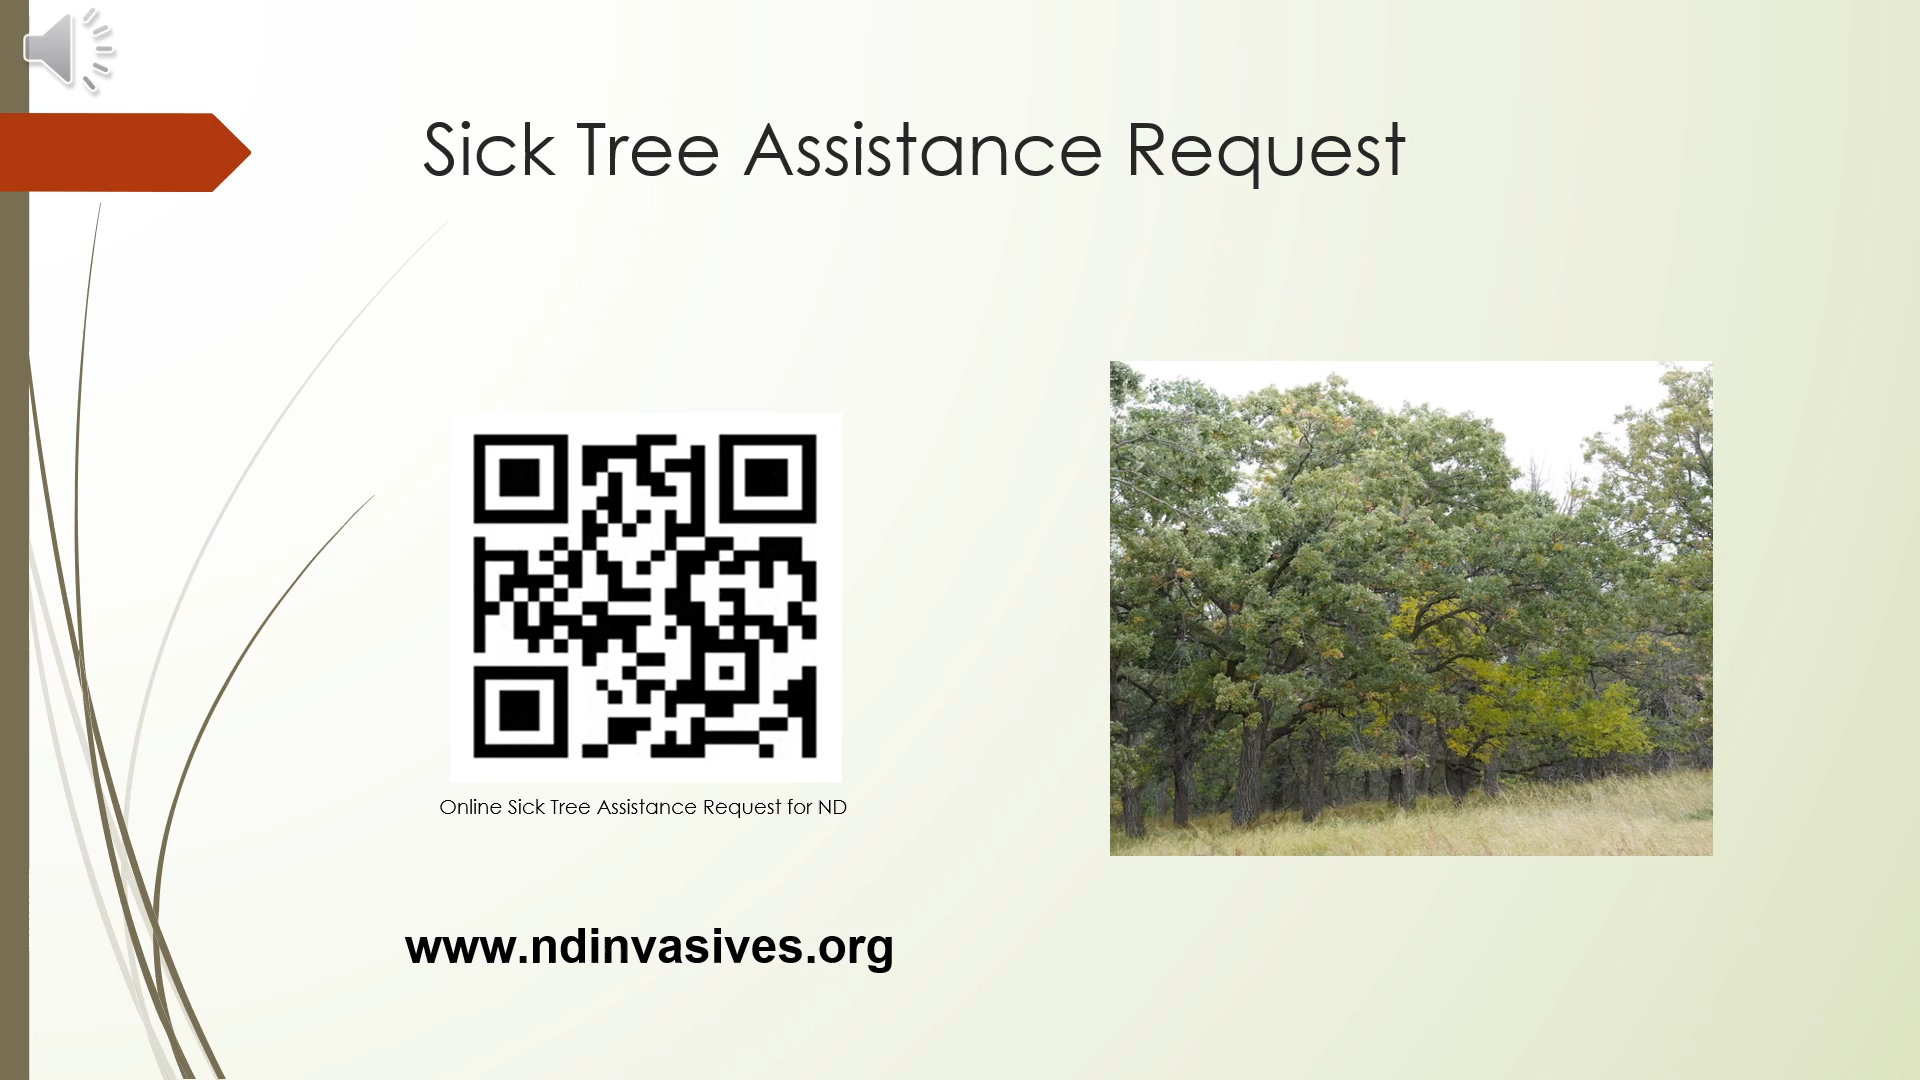 Sick Tree Assistance Request
Online Sick Tree Assistance Request for ND
www.ndinvasives.org